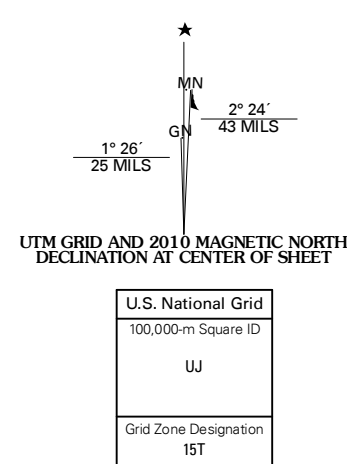 ★
MN
2° 24´
43 MILS
GN
1° 26´
25 MILS
UTM GRID AND 2010 MAGNETIC NORTH
DECLINATION AT CENTER OF SHEET
U.S. National Grid
100,000-m Square ID
UJ
Grid Zone Designation
15T